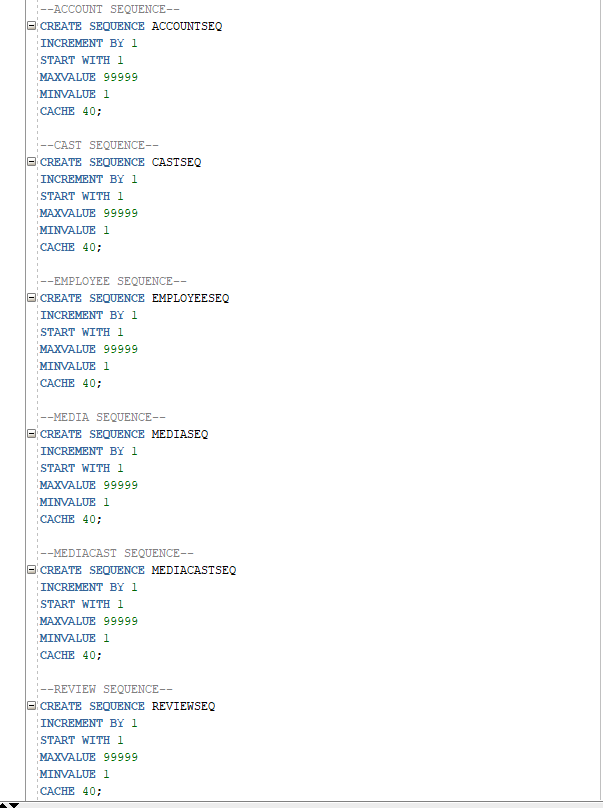 --ACCOUNT SEQUENCE--
CREATE SEQUENCE ACCOUNTSEQ
INCREMENT BY 1
START WITH 1
MAXVALUE 99999
MINVALUE 1
CACHE 40;
--CAST SEQUENCE--
CREATE SEQUENCE CASTSEQ
INCREMENT BY 1
START WITH 1
MAXVALUE 99999
MINVALUE 1
CACHE 40;
--EMPLOYEE SEQUENCE--
CREATE SEQUENCE EMPLOYEESEQ
INCREMENT BY 1
START WITH 1
MAXVALUE 99999
MINVALUE 1
CACHE 40;
--MEDIA SEQUENCE--
CREATE SEQUENCE MEDIASEQ
INCREMENT BY 1
START WITH 1
MAXVALUE 99999
MINVALUE 1
CACHE 40;
--MEDIACAST SEQUENCE--
CREATE SEQUENCE MEDIACASTSEQ
INCREMENT BY 1
START WITH 1
MAXVALUE 99999
MINVALUE 1
CACHE 40;
--REVIEW SEQUENCE--
CREATE SEQUENCE REVIEWSEQ
INCREMENT BY 1
START WITH 1
MAXVALUE 99999
MINVALUE 1
CACHE 40;